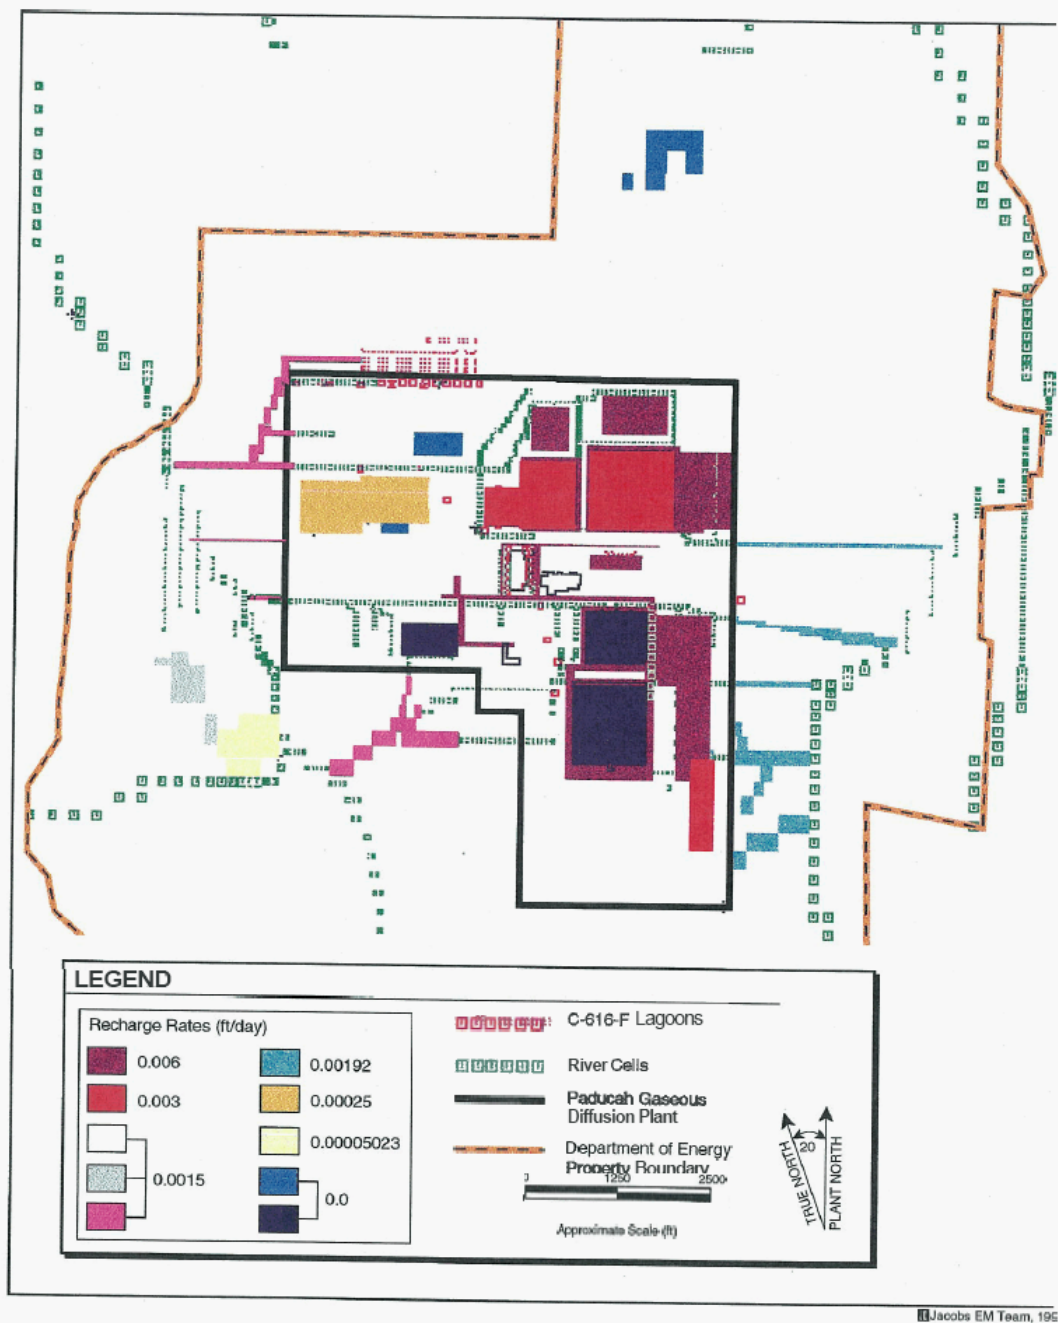 LEGEND
Recharge Rates (ft/day)
0.006
0.003
0.0015
0.00192
0.00025
0.00005023
0.0
C-616-F Lagoons
River Cells
Paducah Gaseous
Diffusion Plant
Department of Energy
Property Boundary
0 1250 2500
Approximate Scale (ft)
20
TRUE NORTH
PLANT NORTH
Jacobs EM Team, 199